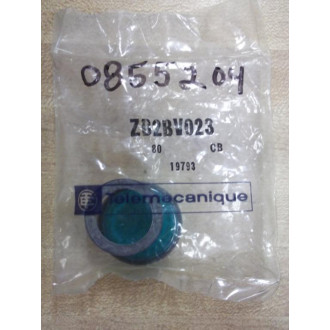 0855204
ZB2BV023
80 CB
19793
Telemecanique